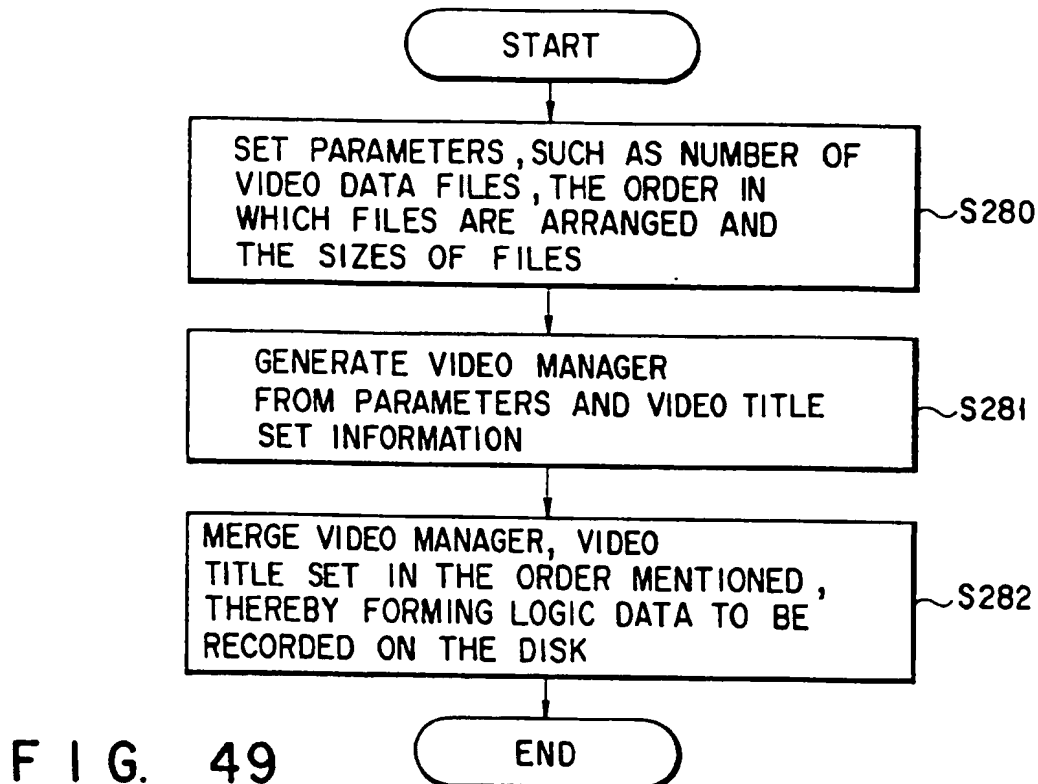 START
SET PARAMETERS, SUCH AS NUMBER OF
VIDEO DATA FILES, THE ORDER IN
WHICH FILES ARE ARRANGED AND
THE SIZES OF FILES
S280
GENERATE VIDEO MANAGER
FROM PARAMETERS AND VIDEO TITLE
SET INFORMATION
S281
MERGE VIDEO MANAGER, VIDEO
TITLE SET IN THE ORDER MENTIONED,
THEREBY FORMING LOGIC DATA TO BE
RECORDED ON THE DISK
S282
END
FIG. 49